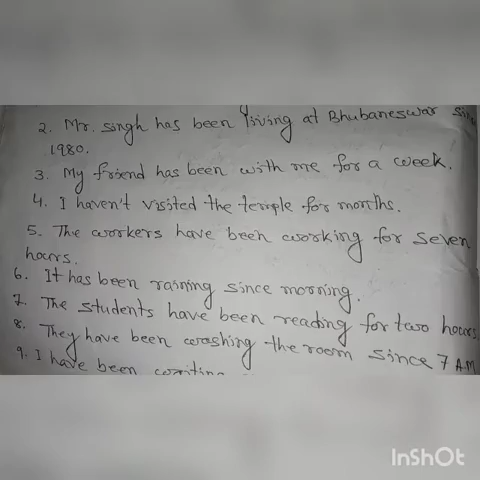 2. Mr. singh has been living at Bhubaneswar
1980.
3. My friend has been with me for a week.
4. I haven't visited the temple for months.
5. The workers have been working for seven
hours.
6. It has been raining since morning.
7. The students have been reading for two hours.
8. They have been washing the room since 7 A.M
9. I have been
InShOt